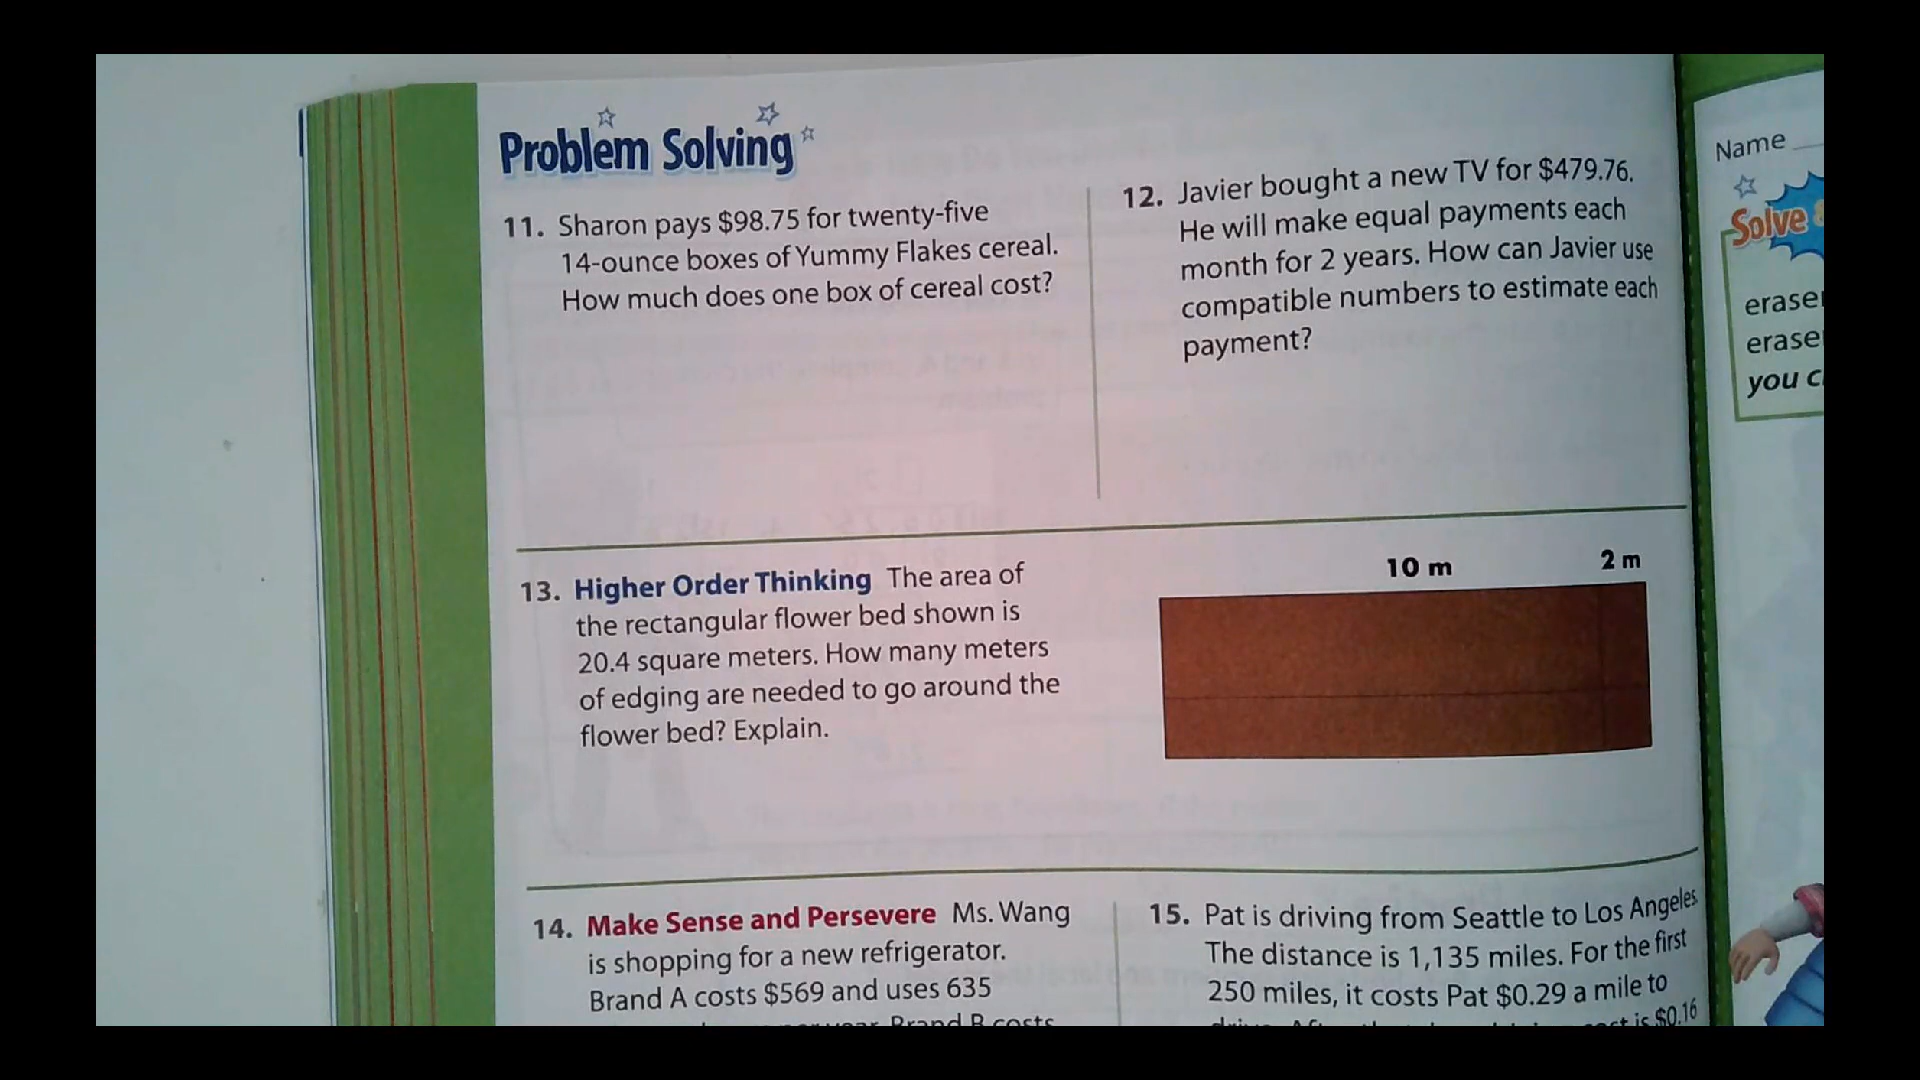 Problem Solving
11. Sharon pays $98.75 for twenty-five
14-ounce boxes of Yummy Flakes cereal.
How much does one box of cereal cost?
12. Javier bought a new TV for $479.76.
He will make equal payments each
month for 2 years. How can Javier use
compatible numbers to estimate each
payment?
13. Higher Order Thinking The area of
the rectangular flower bed shown is
20.4 square meters. How many meters
of edging are needed to go around the
flower bed? Explain.
10 m
2 m
14. Make Sense and Persevere Ms. Wang
is shopping for a new refrigerator.
Brand A costs $569 and uses 635
Brand B costs
15. Pat is driving from Seattle to Los Angeles
The distance is 1,135 miles. For the first
250 miles, it costs Pat $0.29 a mile to
is $0.16
Name
Solve
you